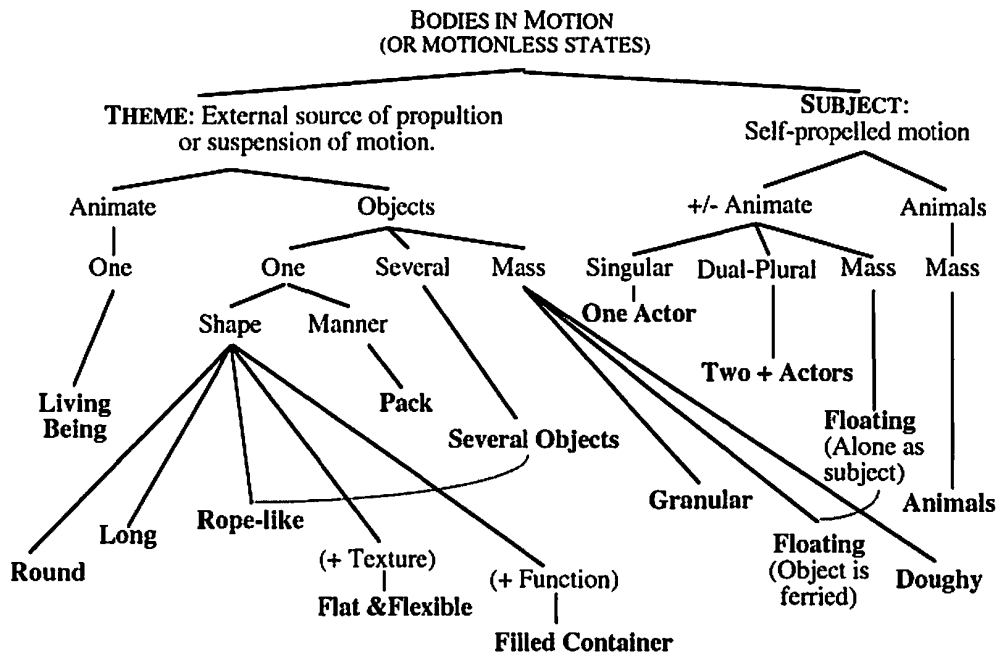 BODIES IN MOTION
(OR MOTIONLESS STATES)
THEME: External source of propultion
or suspension of motion.
SUBJECT:
Self-propelled motion
Animate
Objects
+/- Animate
Animals
One
One
Several
Mass
Singular
Dual-Plural
Mass
Mass
Shape
Manner
One Actor
Living
Being
Pack
Two + Actors
Several Objects
Floating
(Alone as
subject)
Granular
Animals
Rope-like
Long
Round
(+ Texture)
Flat &Flexible
(+ Function)
Filled Container
Floating
(Object is
ferried)
Doughy